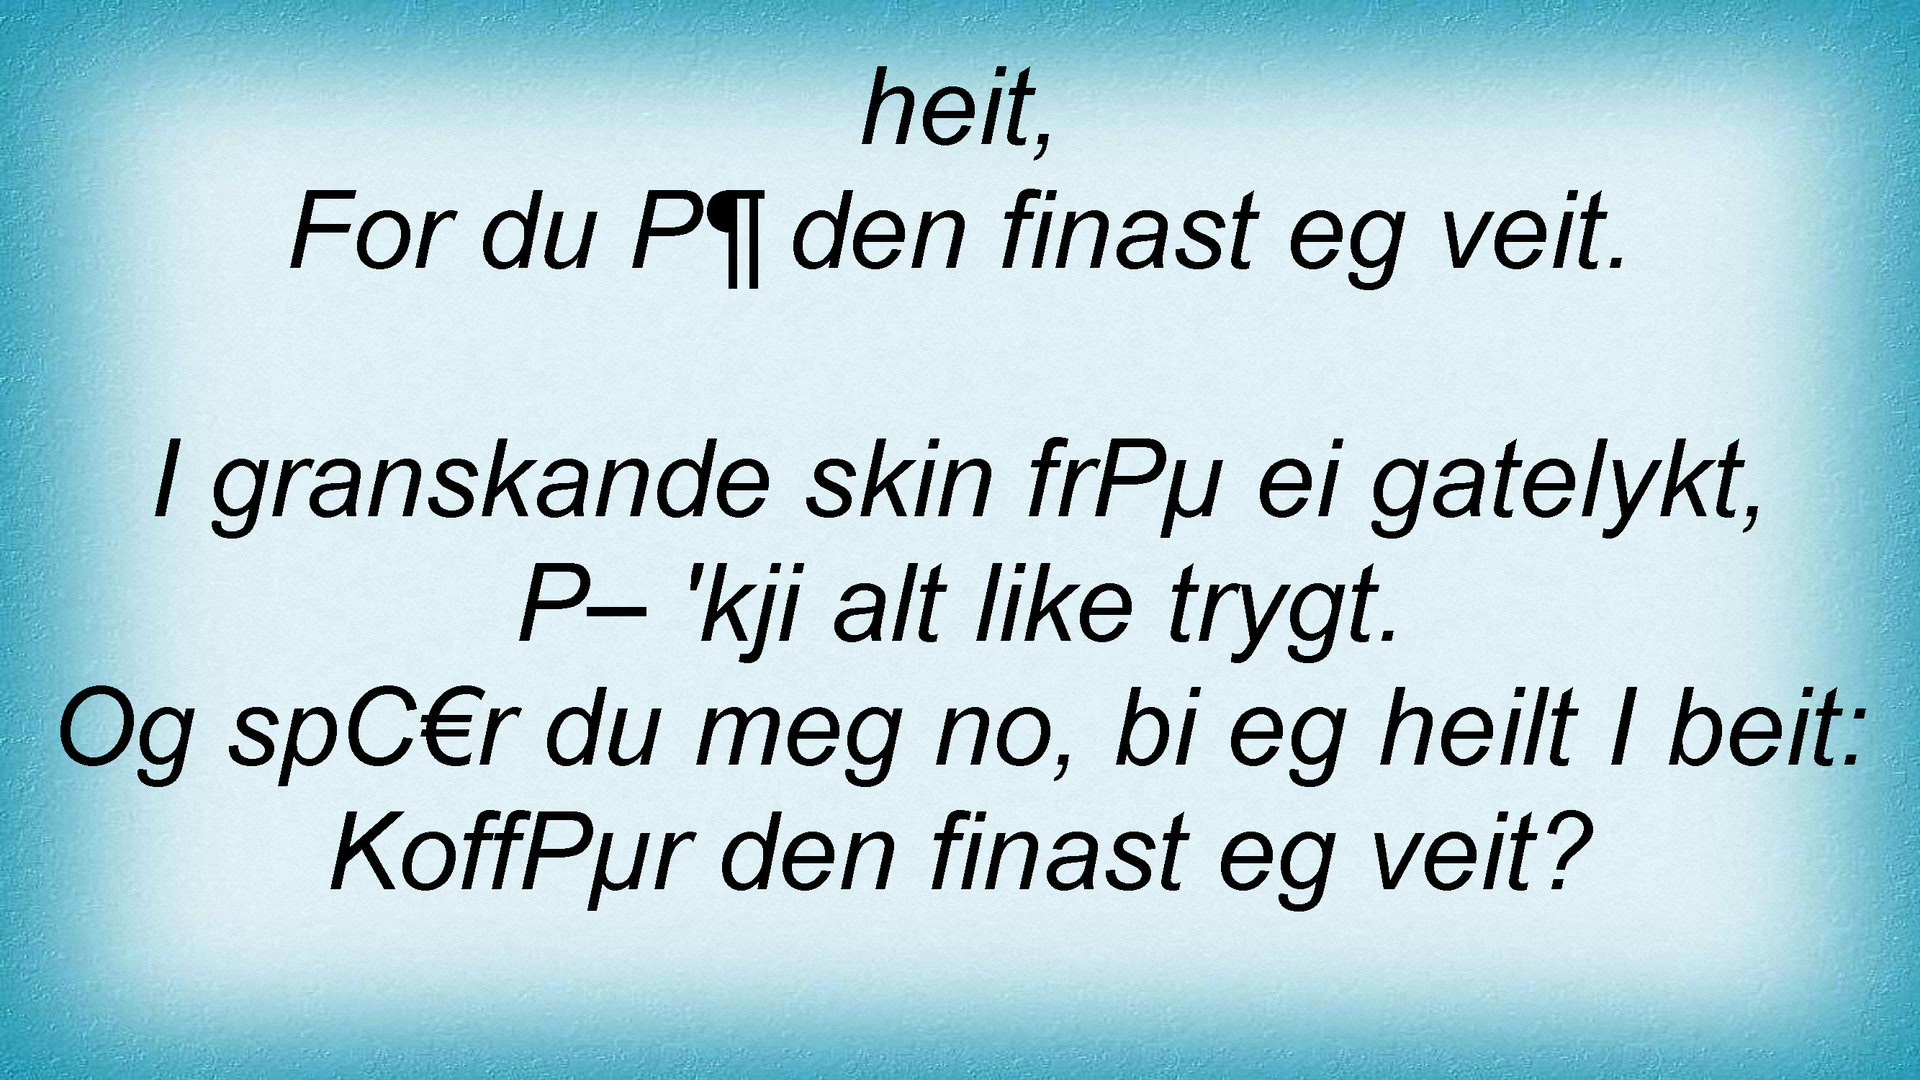 heit,
For du P¶ den finast eg veit.
I granskande skin frPµ ei gatelykt,
P– 'kji alt like trygt.
Og spC€r du meg no, bi eg heilt I beit:
KoffPµr den finast eg veit?